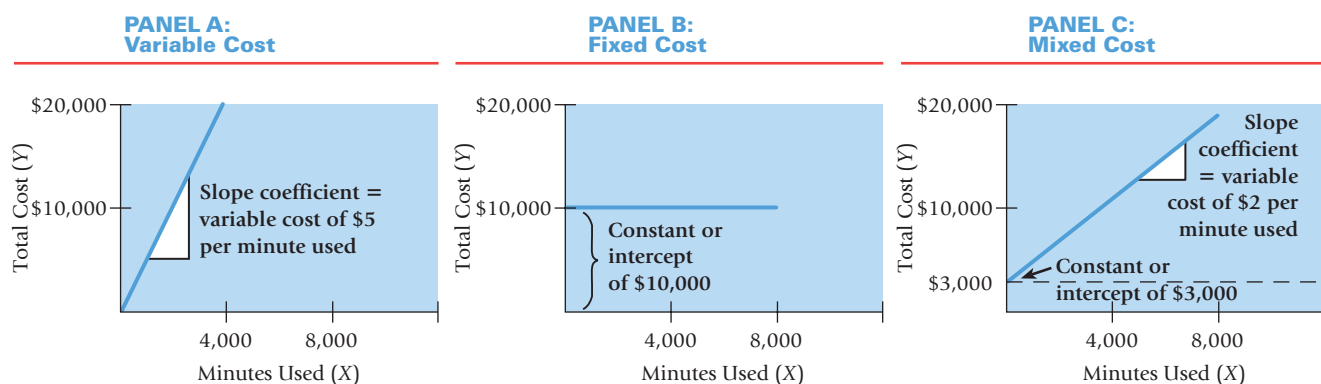 PANEL A:
Variable Cost
$20,000
$10,000
Total Cost (Y)
Slope coefficient =
variable cost of $5
per minute used
4,000
8,000
Minutes Used (X)
PANEL B:
Fixed Cost
$20,000
$10,000
Total Cost (Y)
Constant or
intercept
of $10,000
4,000
8,000
Minutes Used (X)
PANEL C:
Mixed Cost
$20,000
$10,000
$3,000
Total Cost (Y)
Slope
coefficient
= variable
cost of $2 per
minute used
Constant or
intercept of $3,000
4,000
8,000
Minutes Used (X)